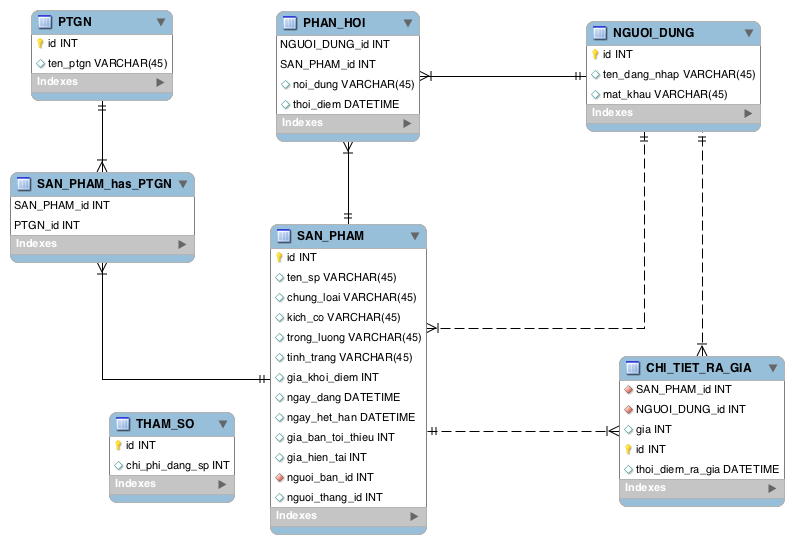 PTGN
id INT
ten_ptgn VARCHAR(45)
Indexes
PHAN_HOI
NGUOI_DUNG_id INT
SAN_PHAM_id INT
noi_dung VARCHAR(45)
thoi_diem DATETIME
Indexes
NGUOI_DUNG
id INT
ten_dang_nhap VARCHAR(45)
mat_khau VARCHAR(45)
Indexes
SAN_PHAM_has_PTGN
SAN_PHAM_id INT
PTGN_id INT
Indexes
SAN_PHAM
id INT
ten_sp VARCHAR(45)
chung_loai VARCHAR(45)
kich_co VARCHAR(45)
trong_luong VARCHAR(45)
tinh_trang VARCHAR(45)
gia_khoi_diem INT
ngay_dang DATETIME
ngay_het_han DATETIME
gia_ban_toi_thieu INT
gia_hien_tai INT
nguoi_ban_id INT
nguoi_thang_id INT
Indexes
CHI_TIET_RA_GIA
SAN_PHAM_id INT
NGUOI_DUNG_id INT
gia INT
id INT
thoi_diem_ra_gia DATETIME
Indexes
THAM_SO
id INT
chi_phi_dang_sp INT
Indexes